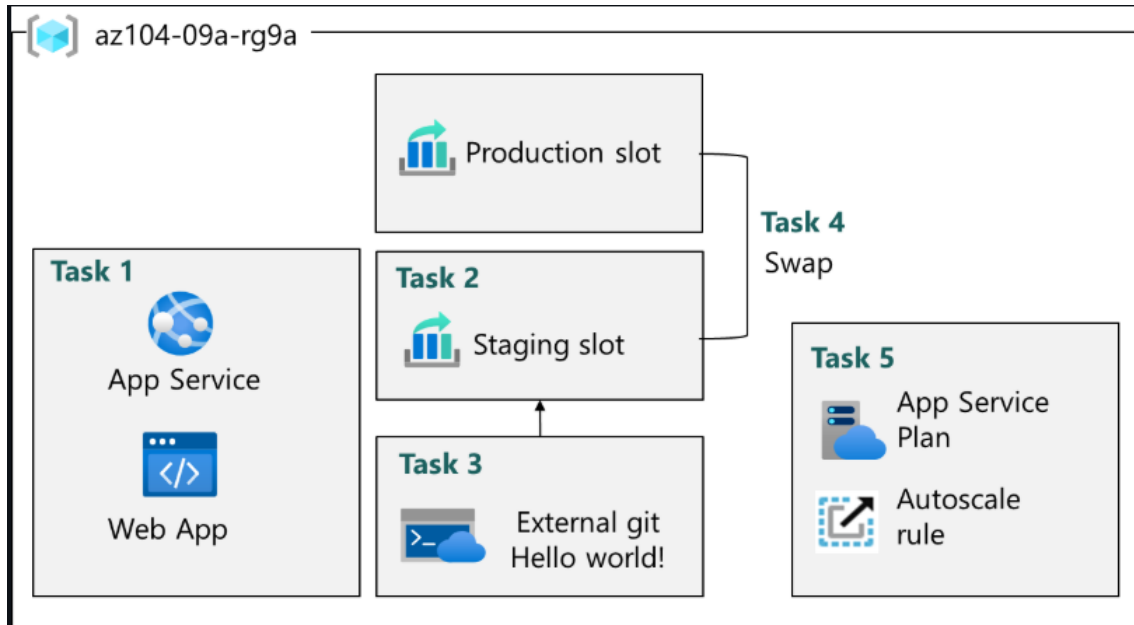 az104-09a-rg9a
Production slot
Task 4
Swap
Task 1
App Service
Web App
Task 2
Staging slot
Task 3
External git
Hello world!
Task 5
App Service
Plan
Autoscale
rule